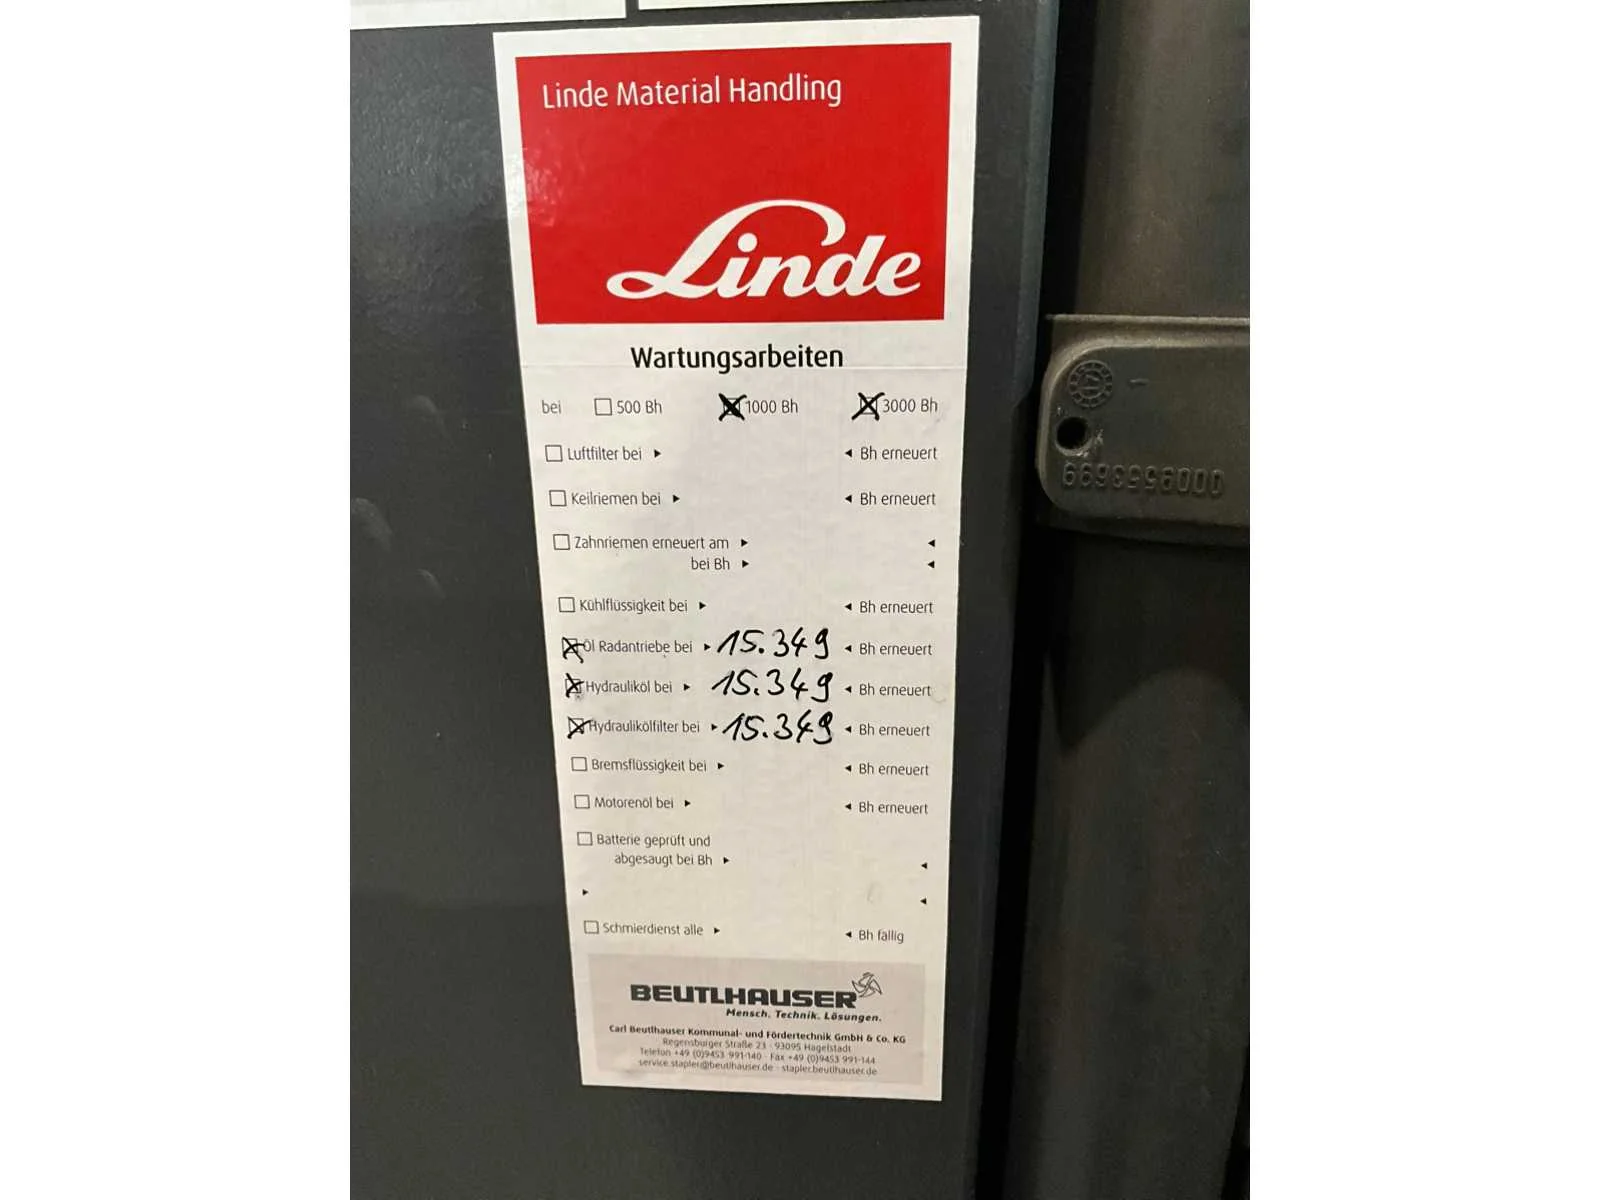 Linde Material Handling
Linde
Wartungsarbeiten
bei 500 Bh 1000 Bh 3000 Bh
Luftfilter bei ▸ ◂ Bh erneuert
Keilriemen bei ▸ ◂ Bh erneuert
Zahnriemen erneuert am ▸ ◂
bei Bh ▸ ◂
Kühlflüssigkeit bei ▸ ◂ Bh erneuert
Öl Radantriebe bei ▸ 15.349 ◂ Bh erneuert
Hydrauliköl bei ▸ 15.349 ◂ Bh erneuert
Hydraulikölfilter bei ▸ 15.349 ◂ Bh erneuert
Bremsflüssigkeit bei ▸ ◂ Bh erneuert
Motorenöl bei ▸ ◂ Bh erneuert
Batterie geprüft und
abgesaugt bei Bh ▸ ◂
▸ ◂
Schmierdienst alle ▸ ◂ Bh fällig
BEUTLHAUSER
Mensch. Technik. Lösungen.
Carl Beutlhauser Kommunal- und Fördertechnik GmbH & Co. KG
Regensburger Straße 23 · 93095 Hagelstadt
Telefon +49 (0)9453 991-140 · Fax +49 (0)9453 991-144
service.stapler@beutlhauser.de · stapler.beutlhauser.de